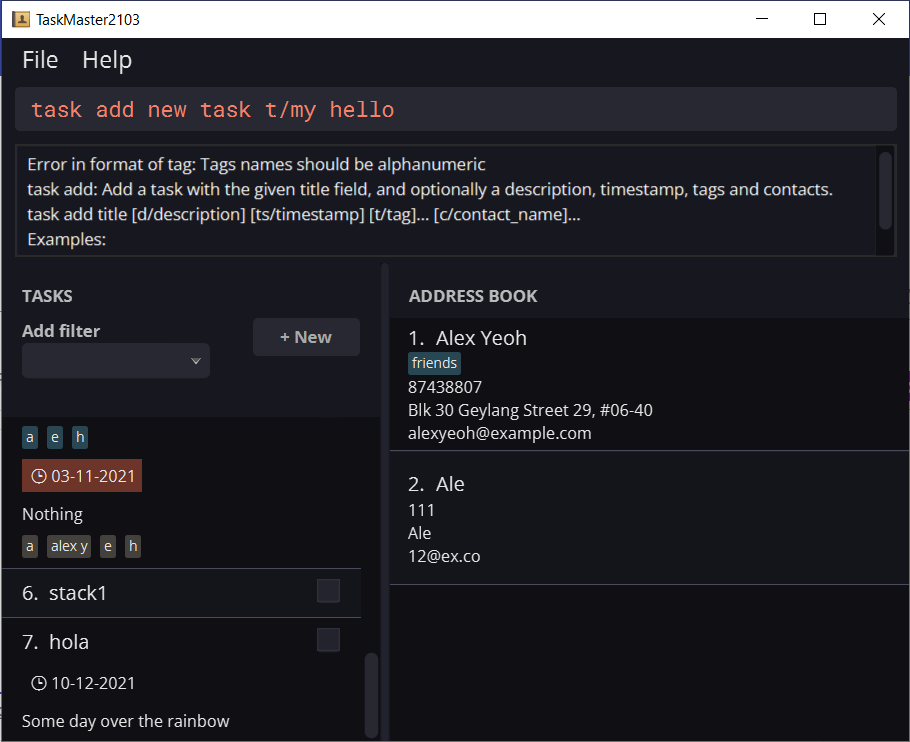 TaskMaster2103
File Help
task add new task t/my hello
Error in format of tag: Tags names should be alphanumeric
task add: Add a task with the given title field, and optionally a description, timestamp, tags and contacts.
task add title [d/description] [ts/timestamp] [t/tag]... [c/contact_name]...
Examples:
TASKS
Add filter
+ New
a e h
03-11-2021
Nothing
a alex y e h
6. stack1
7. hola
10-12-2021
Some day over the rainbow
ADDRESS BOOK
1. Alex Yeoh
friends
87438807
Blk 30 Geylang Street 29, #06-40
alexyeoh@example.com
2. Ale
111
Ale
12@ex.co